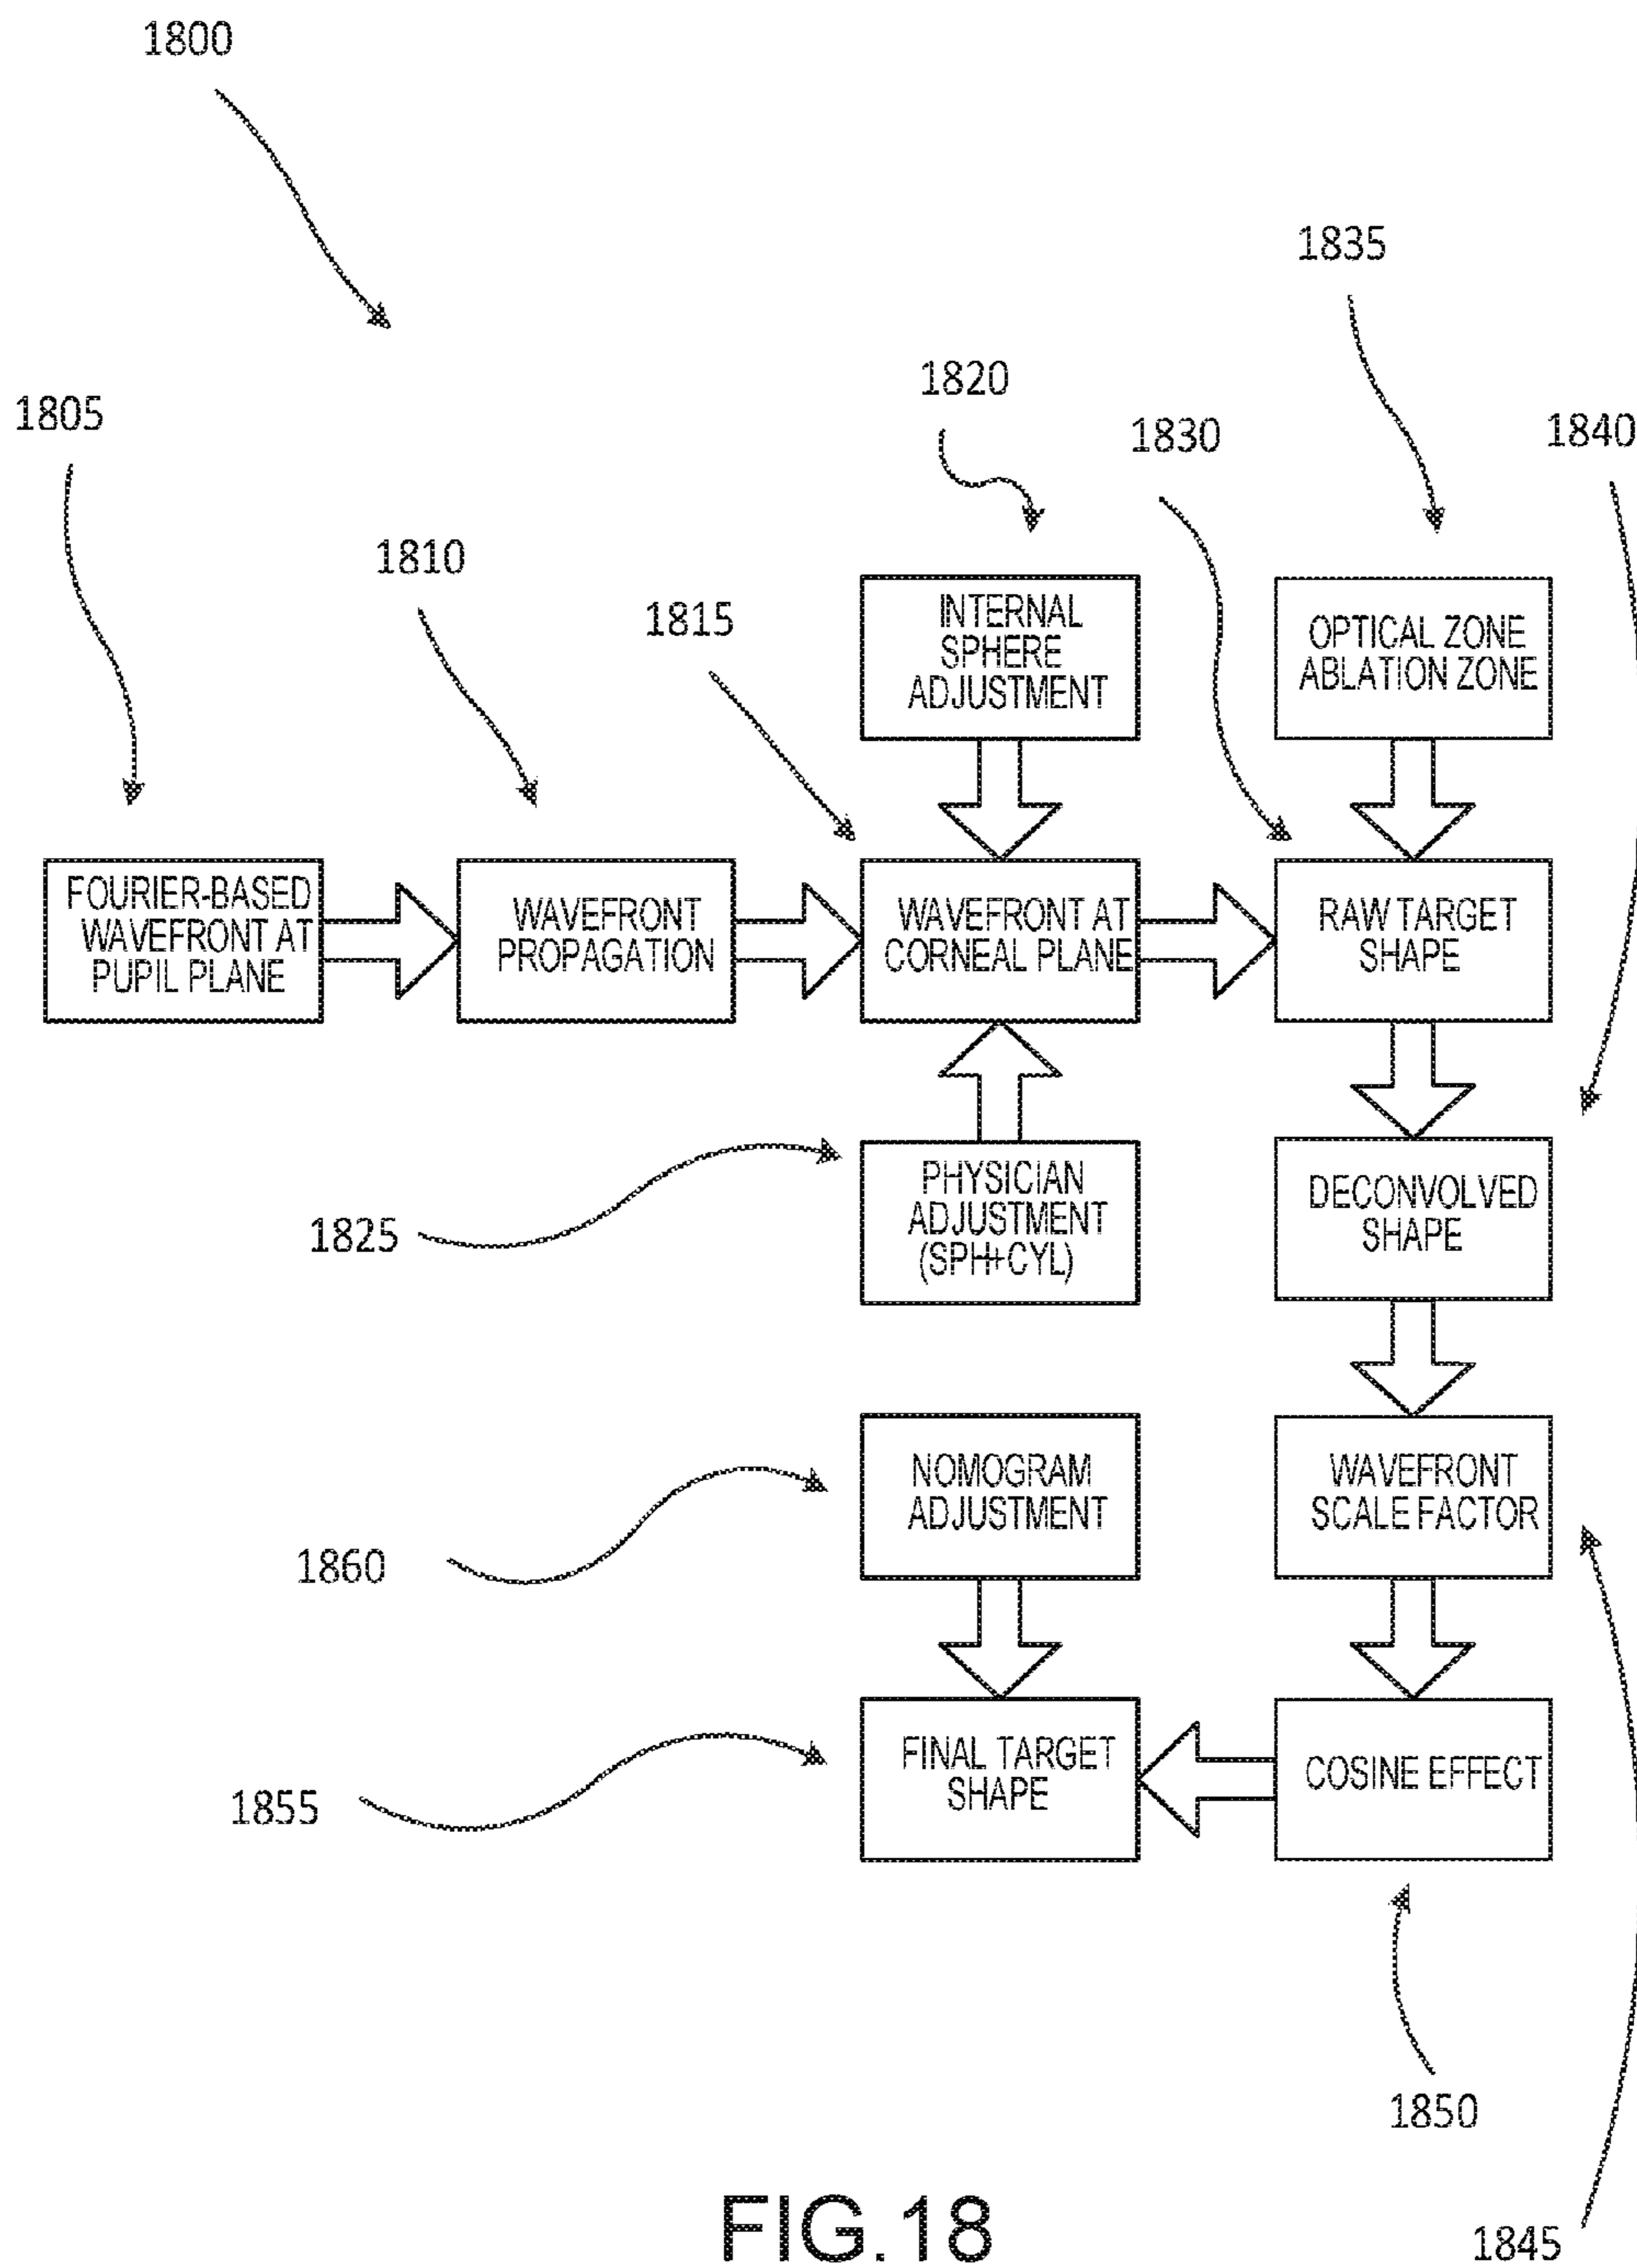 1800
1835
1820
1805
1830
1840
1810
1815
INTERNAL
SPHERE
ADJUSTMENT
OPTICAL ZONE
ABLATION ZONE
FOURIER-BASED
WAVEFRONT AT
PUPIL PLANE
WAVEFRONT
PROPAGATION
WAVEFRONT AT
CORNEAL PLANE
RAW TARGET
SHAPE
1825
PHYSICIAN
ADJUSTMENT
(SPH+CYL)
DECONVOLVED
SHAPE
1860
NOMOGRAM
ADJUSTMENT
WAVEFRONT
SCALE FACTOR
1855
FINAL TARGET
SHAPE
COSINE EFFECT
1850
1845
FIG.18